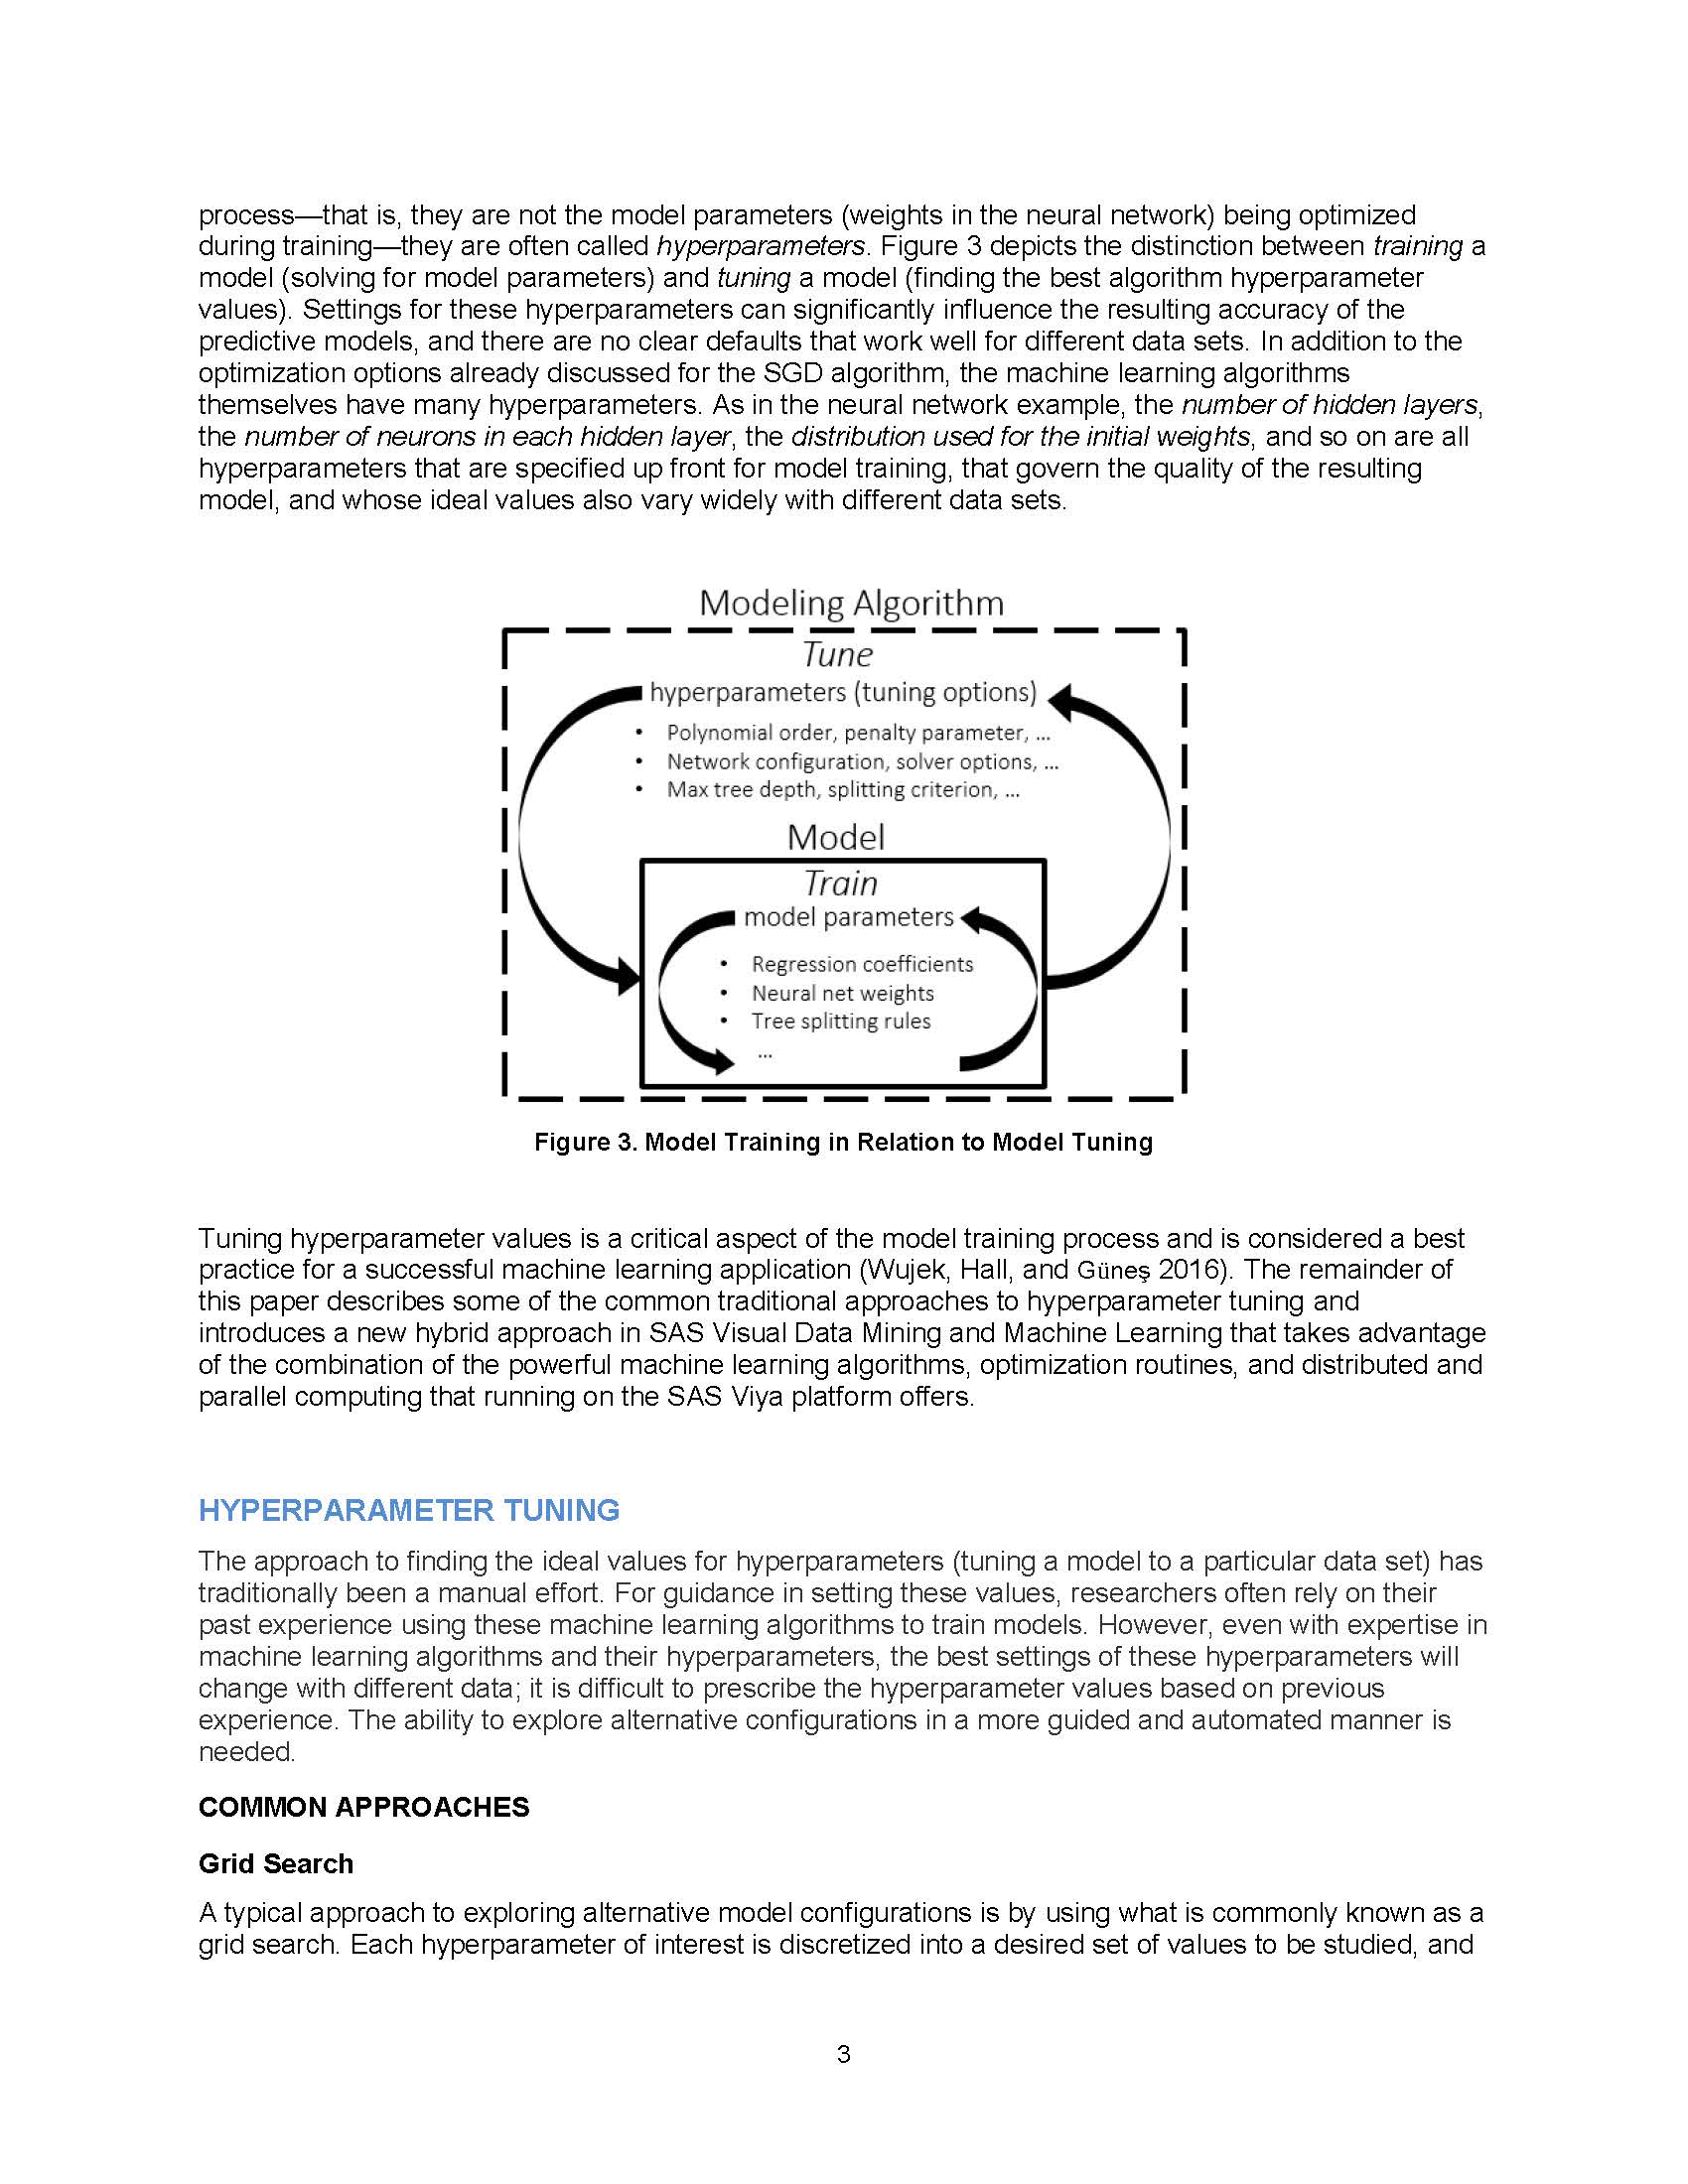 process—that is, they are not the model parameters (weights in the neural network) being optimized
during training—they are often called hyperparameters. Figure 3 depicts the distinction between training a
model (solving for model parameters) and tuning a model (finding the best algorithm hyperparameter
values). Settings for these hyperparameters can significantly influence the resulting accuracy of the
predictive models, and there are no clear defaults that work well for different data sets. In addition to the
optimization options already discussed for the SGD algorithm, the machine learning algorithms
themselves have many hyperparameters. As in the neural network example, the number of hidden layers,
the number of neurons in each hidden layer, the distribution used for the initial weights, and so on are all
hyperparameters that are specified up front for model training, that govern the quality of the resulting
model, and whose ideal values also vary widely with different data sets.
Modeling Algorithm
Tune
hyperparameters (tuning options)
• Polynomial order, penalty parameter, ...
• Network configuration, solver options, ...
• Max tree depth, splitting criterion, ...
Model
Train
model parameters
• Regression coefficients
• Neural net weights
• Tree splitting rules
...
Figure 3. Model Training in Relation to Model Tuning
Tuning hyperparameter values is a critical aspect of the model training process and is considered a best
practice for a successful machine learning application (Wujek, Hall, and Güneş 2016). The remainder of
this paper describes some of the common traditional approaches to hyperparameter tuning and
introduces a new hybrid approach in SAS Visual Data Mining and Machine Learning that takes advantage
of the combination of the powerful machine learning algorithms, optimization routines, and distributed and
parallel computing that running on the SAS Viya platform offers.
HYPERPARAMETER TUNING
The approach to finding the ideal values for hyperparameters (tuning a model to a particular data set) has
traditionally been a manual effort. For guidance in setting these values, researchers often rely on their
past experience using these machine learning algorithms to train models. However, even with expertise in
machine learning algorithms and their hyperparameters, the best settings of these hyperparameters will
change with different data; it is difficult to prescribe the hyperparameter values based on previous
experience. The ability to explore alternative configurations in a more guided and automated manner is
needed.
COMMON APPROACHES
Grid Search
A typical approach to exploring alternative model configurations is by using what is commonly known as a
grid search. Each hyperparameter of interest is discretized into a desired set of values to be studied, and
3